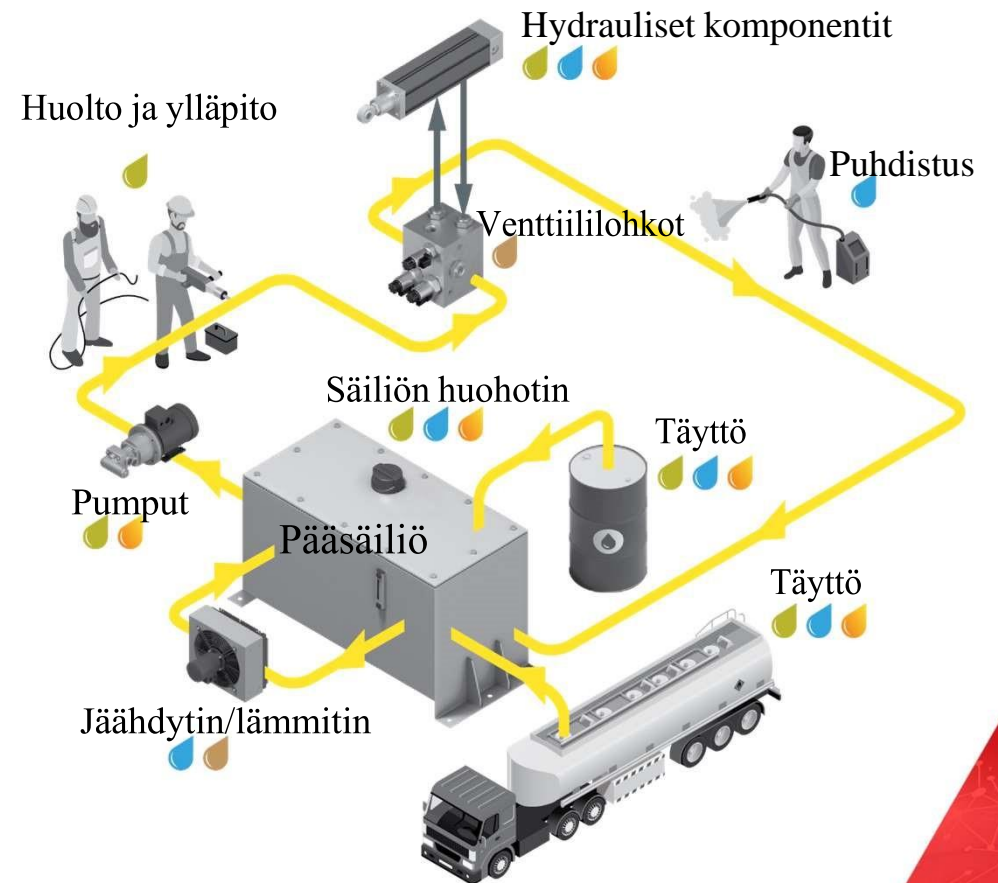 Hydrauliset komponentit
Huolto ja ylläpito
Puhdistus
Venttiililohkot
Säiliön huohotin
Täyttö
Pumput
Pääsäiliö
Täyttö
Jäähdytin/lämmitin